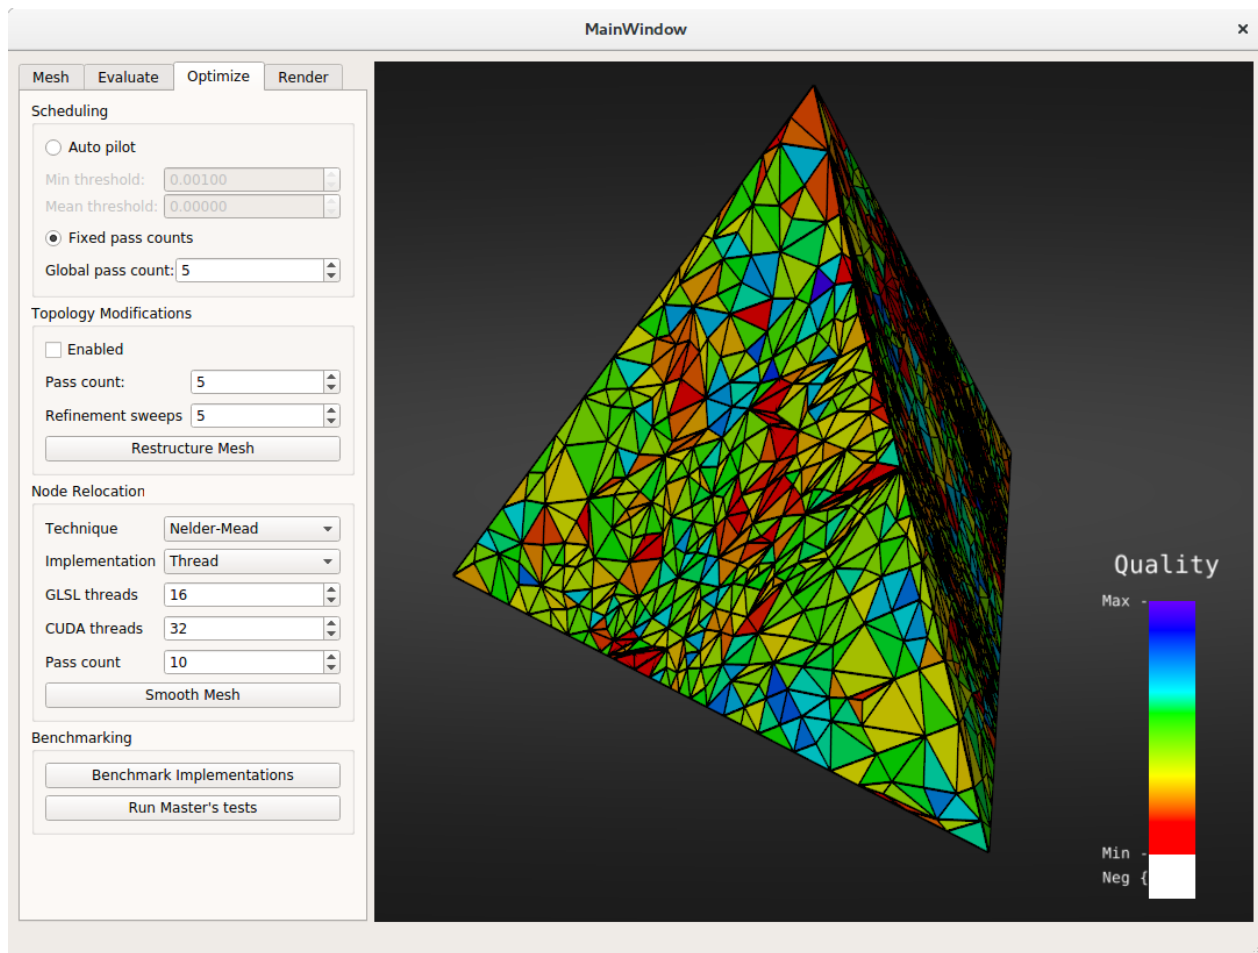 MainWindow ×
Mesh Evaluate Optimize Render
Scheduling
Auto pilot
Min threshold: 0.00100
Mean threshold: 0.00000
Fixed pass counts
Global pass count: 5
Topology Modifications
Enabled
Pass count: 5
Refinement sweeps 5
Restructure Mesh
Node Relocation
Technique Nelder-Mead
Implementation Thread
GLSL threads 16
CUDA threads 32
Pass count 10
Smooth Mesh
Benchmarking
Benchmark Implementations
Run Master's tests
Quality
Max -
Min -
Neg {